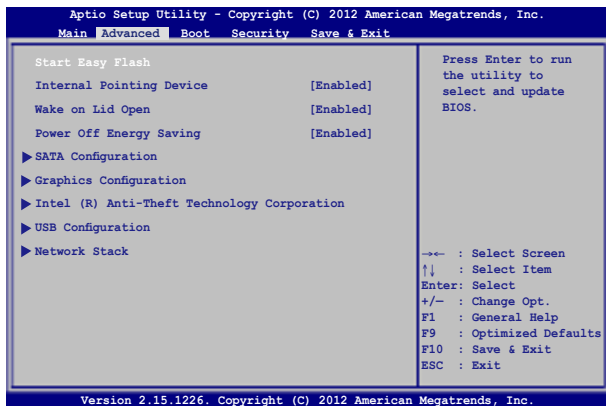 Aptio Setup Utility - Copyright (C) 2012 American Megatrends, Inc.
Main Advanced Boot Security Save & Exit
Start Easy Flash
Internal Pointing Device [Enabled]
Wake on Lid Open [Enabled]
Power Off Energy Saving [Enabled]
SATA Configuration
Graphics Configuration
Intel (R) Anti-Theft Technology Corporation
USB Configuration
Network Stack
Press Enter to run
the utility to
select and update
BIOS.
→← : Select Screen
↑↓ : Select Item
Enter: Select
+/— : Change Opt.
F1 : General Help
F9 : Optimized Defaults
F10 : Save & Exit
ESC : Exit
Version 2.15.1226. Copyright (C) 2012 American Megatrends, Inc.